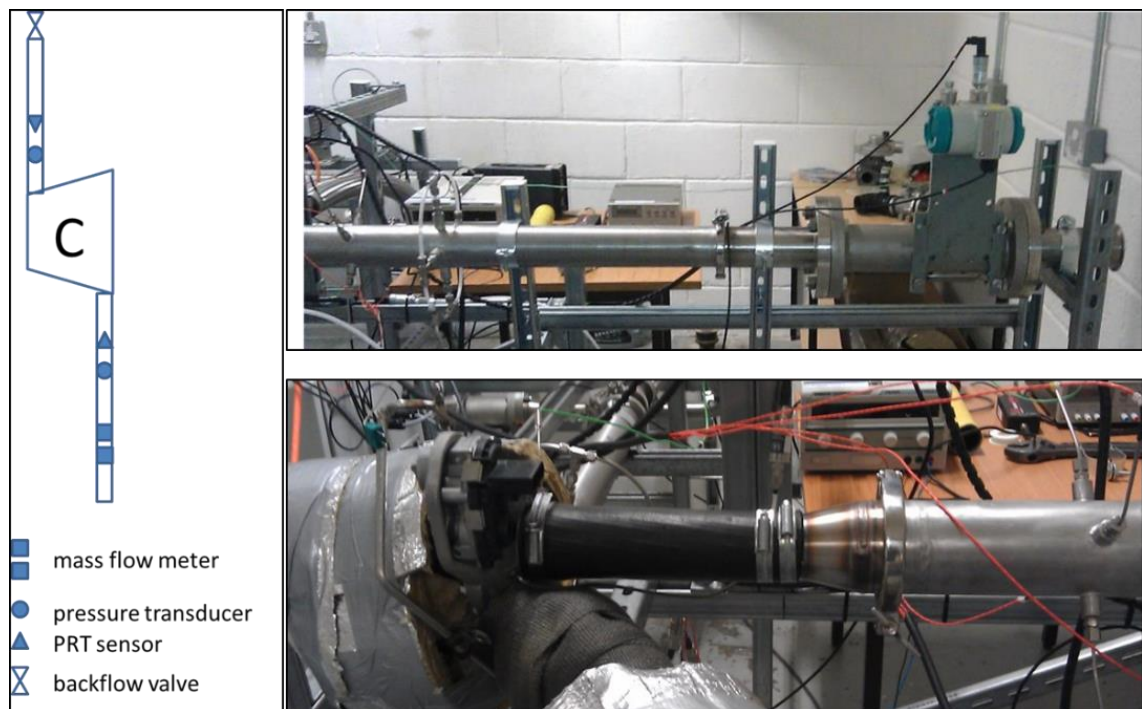 C
mass flow meter
pressure transducer
PRT sensor
backflow valve